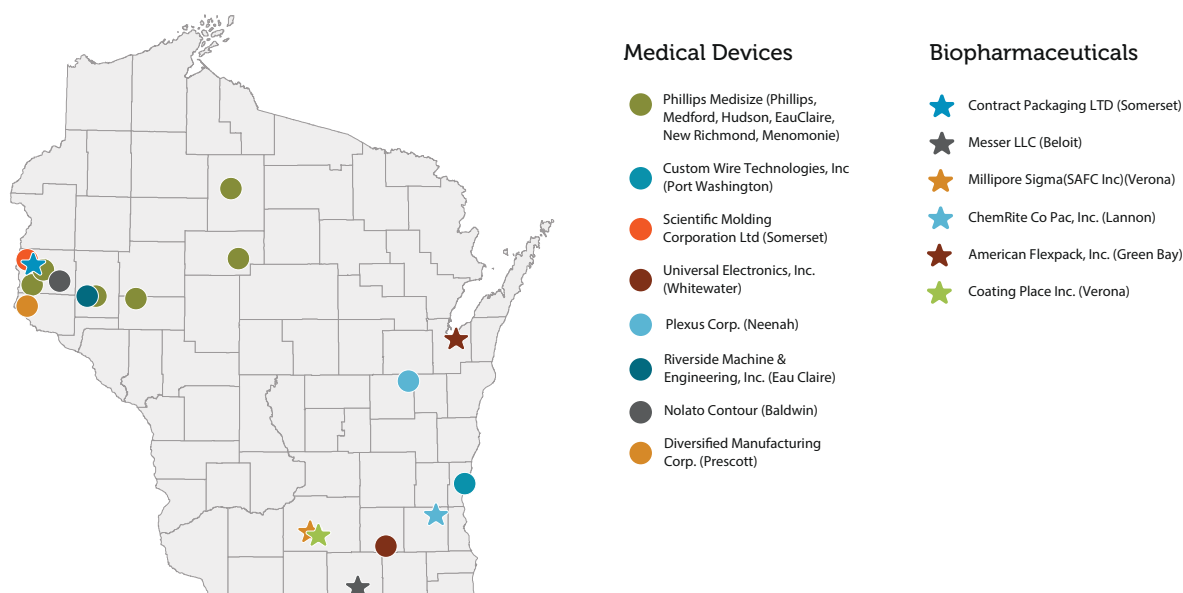 Medical Devices
Phillips Medisize (Phillips,
Medford, Hudson, EauClaire,
New Richmond, Menomonie)
Custom Wire Technologies, Inc
(Port Washington)
Scientific Molding
Corporation Ltd (Somerset)
Universal Electronics, Inc.
(Whitewater)
Plexus Corp. (Neenah)
Riverside Machine &
Engineering, Inc. (Eau Claire)
Nolato Contour (Baldwin)
Diversified Manufacturing
Corp. (Prescott)
Biopharmaceuticals
Contract Packaging LTD (Somerset)
Messer LLC (Beloit)
Millipore Sigma(SAFC Inc)(Verona)
ChemRite Co Pac, Inc. (Lannon)
American Flexpack, Inc. (Green Bay)
Coating Place Inc. (Verona)